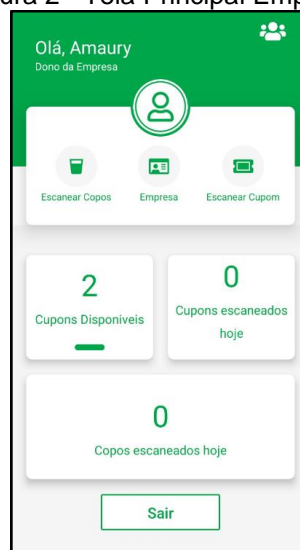 Figura 2 - Tela Principal Emp
Olá, Amaury
Dono da Empresa
Escanear Copos
Empresa
Escanear Cupom
2
Cupons Disponiveis
0
Cupons escaneados
hoje
0
Copos escaneados hoje
Sair